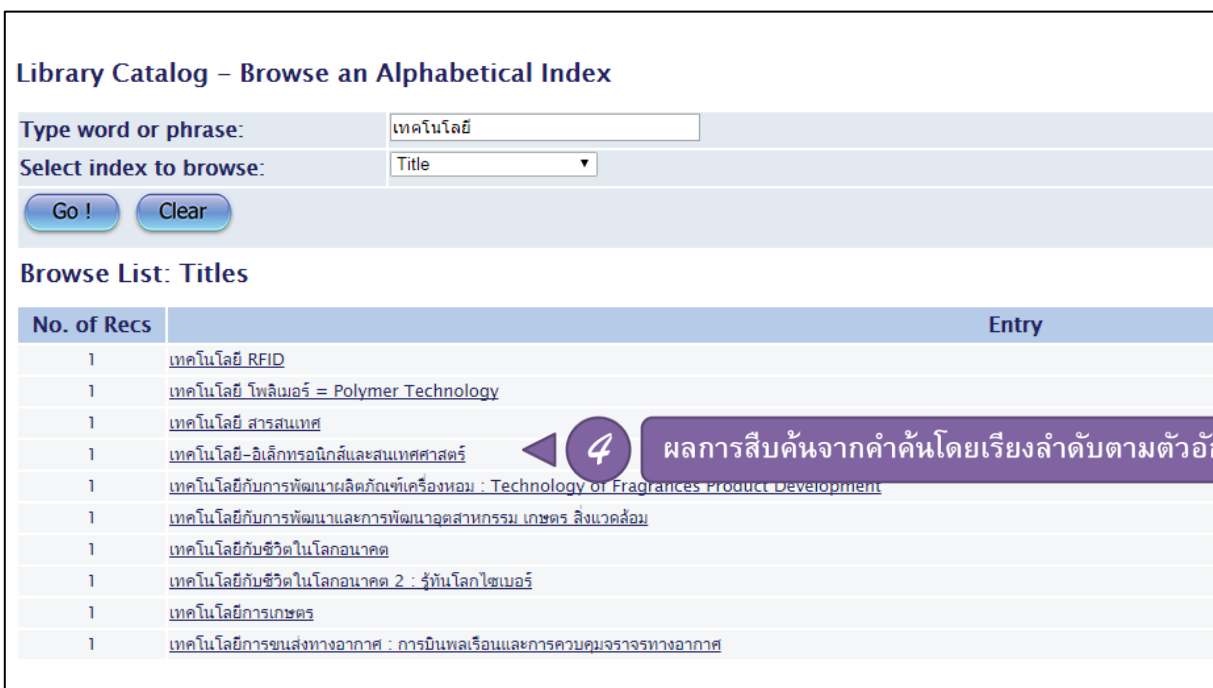 Library Catalog – Browse an Alphabetical Index
Type word or phrase: เทคโนโลยี
Select index to browse: Title
Go ! Clear
Browse List: Titles
No. of Recs Entry
1 เทคโนโลยี RFID
1 เทคโนโลยี โพลิเมอร์ = Polymer Technology
1 เทคโนโลยี สารสนเทศ
1 เทคโนโลยี-อิเล็กทรอนิกส์และสนเทศศาสตร์
4 ผลการสืบค้นจากคำค้นโดยเรียงลำดับตามตัว
1 เทคโนโลยีกับการพัฒนาผลิตภัณฑ์เครื่องหอม : Technology of Fragrances Product Development
1 เทคโนโลยีกับการพัฒนาและการพัฒนาอุตสาหกรรม เกษตร สิ่งแวดล้อม
1 เทคโนโลยีกับชีวิตในโลกอนาคต
1 เทคโนโลยีกับชีวิตในโลกอนาคต 2 : รู้ทันโลกไซเบอร์
1 เทคโนโลยีการเกษตร
1 เทคโนโลยีการขนส่งทางอากาศ : การบินพลเรือนและการควบคุมจราจรทางอากาศ